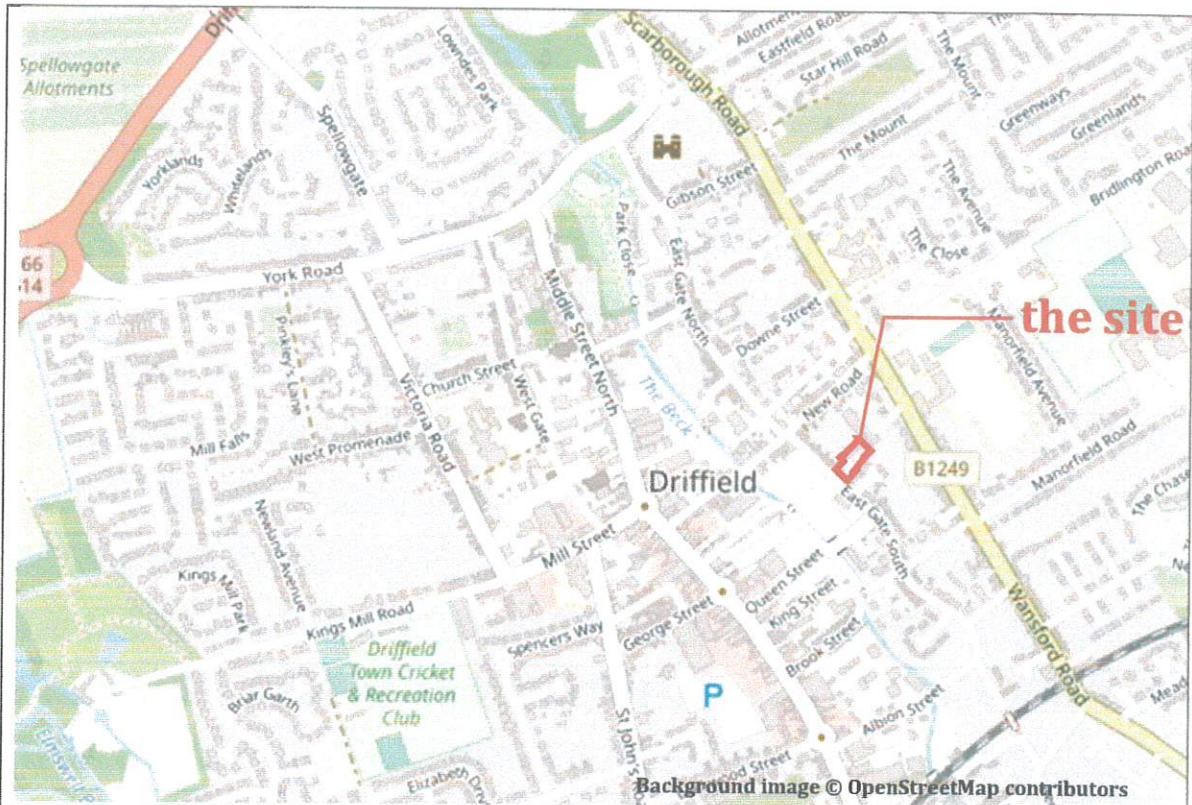 Spellowgate
Allotments
Lowndes Park
Scarborough Road
Eastfield Road
Star Hill Road
The Mount
Greenways
Greenlands
Yorklands
Whitelands
Spellowgate
The Mount
The Avenue
Gibson Street
Park Close
East Gate North
The Close
66
York Road
Middle Street North
Downe Street
the site
Pinkley's Lane
Church Street
West Gate
The Beck
New Road
Manorfield Avenue
Victoria Road
Mill Falls
West Promenade
Driffield
B1249
Manorfield Road
The Chase
Newland Avenue
Mill Street
East Gate South
Kings Mill Park
Queen Street
King Street
Kings Mill Road
George Street
Spencers Way
Brook Street
Wansford Road
Driffield
Town Cricket
& Recreation
Club
P
Briar Garth
Albion Street
Background image © OpenStreetMap contributors